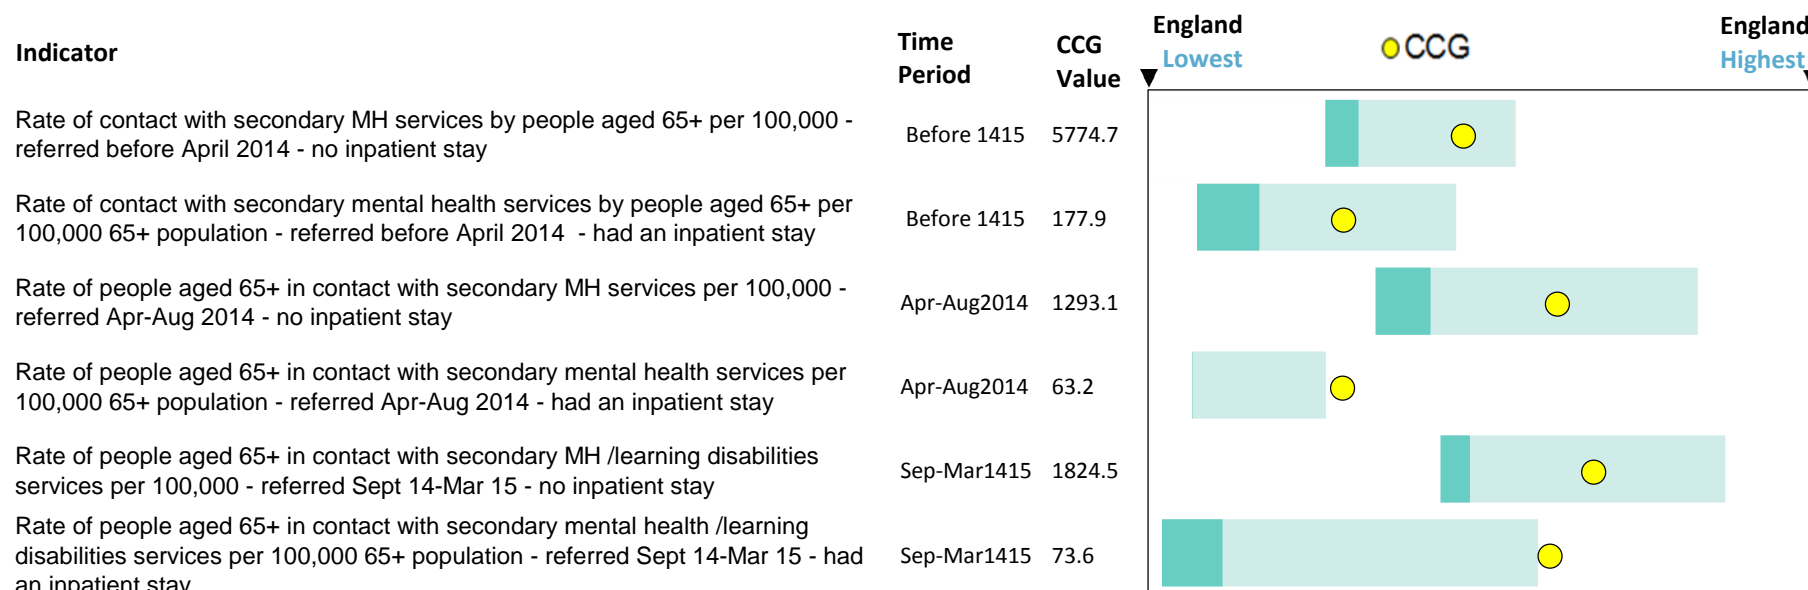 Indicator
Time Period
CCG Value
England Lowest
CCG
England Highest
Rate of contact with secondary MH services by people aged 65+ per 100,000 -
referred before April 2014 - no inpatient stay
Before 1415 5774.7
Rate of contact with secondary mental health services by people aged 65+ per
100,000 65+ population - referred before April 2014 - had an inpatient stay
Before 1415 177.9
Rate of people aged 65+ in contact with secondary MH services per 100,000 -
referred Apr-Aug 2014 - no inpatient stay
Apr-Aug2014 1293.1
Rate of people aged 65+ in contact with secondary mental health services per
100,000 65+ population - referred Apr-Aug 2014 - had an inpatient stay
Apr-Aug2014 63.2
Rate of people aged 65+ in contact with secondary MH /learning disabilities
services per 100,000 - referred Sept 14-Mar 15 - no inpatient stay
Sep-Mar1415 1824.5
Rate of people aged 65+ in contact with secondary mental health /learning
disabilities services per 100,000 65+ population - referred Sept 14-Mar 15 - had
an inpatient stay
Sep-Mar1415 73.6